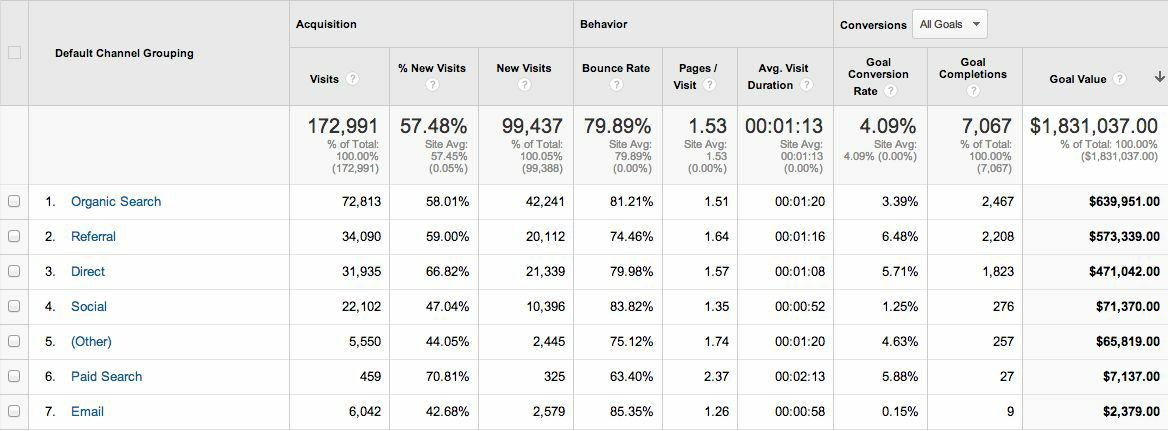 Acquisition Behavior Conversions All Goals
Default Channel Grouping
Visits ? % New Visits ? New Visits ? Bounce Rate ? Pages / Visit ? Avg. Visit Duration ? Goal Conversion Rate ? Goal Completions ? Goal Value ?
172,991 57.48% 99,437 79.89% 1.53 00:01:13 4.09% 7,067 $1,831,037.00
% of Total: 100.00% (172,991) Site Avg: 57.45% (0.05%) % of Total: 100.05% (99,388) Site Avg: 79.89% (0.00%) Site Avg: 1.53 (0.00%) Site Avg: 00:01:13 (0.00%) Site Avg: 4.09% (0.00%) % of Total: 100.00% (7,067) % of Total: 100.00% ($1,831,037.00)
1. Organic Search 72,813 58.01% 42,241 81.21% 1.51 00:01:20 3.39% 2,467 $639,951.00
2. Referral 34,090 59.00% 20,112 74.46% 1.64 00:01:16 6.48% 2,208 $573,339.00
3. Direct 31,935 66.82% 21,339 79.98% 1.57 00:01:08 5.71% 1,823 $471,042.00
4. Social 22,102 47.04% 10,396 83.82% 1.35 00:00:52 1.25% 276 $71,370.00
5. (Other) 5,550 44.05% 2,445 75.12% 1.74 00:01:20 4.63% 257 $65,819.00
6. Paid Search 459 70.81% 325 63.40% 2.37 00:02:13 5.88% 27 $7,137.00
7. Email 6,042 42.68% 2,579 85.35% 1.26 00:00:58 0.15% 9 $2,379.00